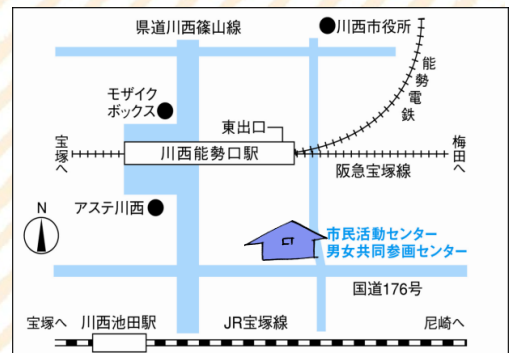 県道川西篠山線
川西市役所
能勢電鉄
モザイク
ボックス
東出口
宝塚へ
川西能勢口駅
阪急宝塚線
梅田へ
アステ川西
N
市民活動センター
男女共同参画センター
国道176号
宝塚へ
川西池田駅
JR宝塚線
尼崎へ